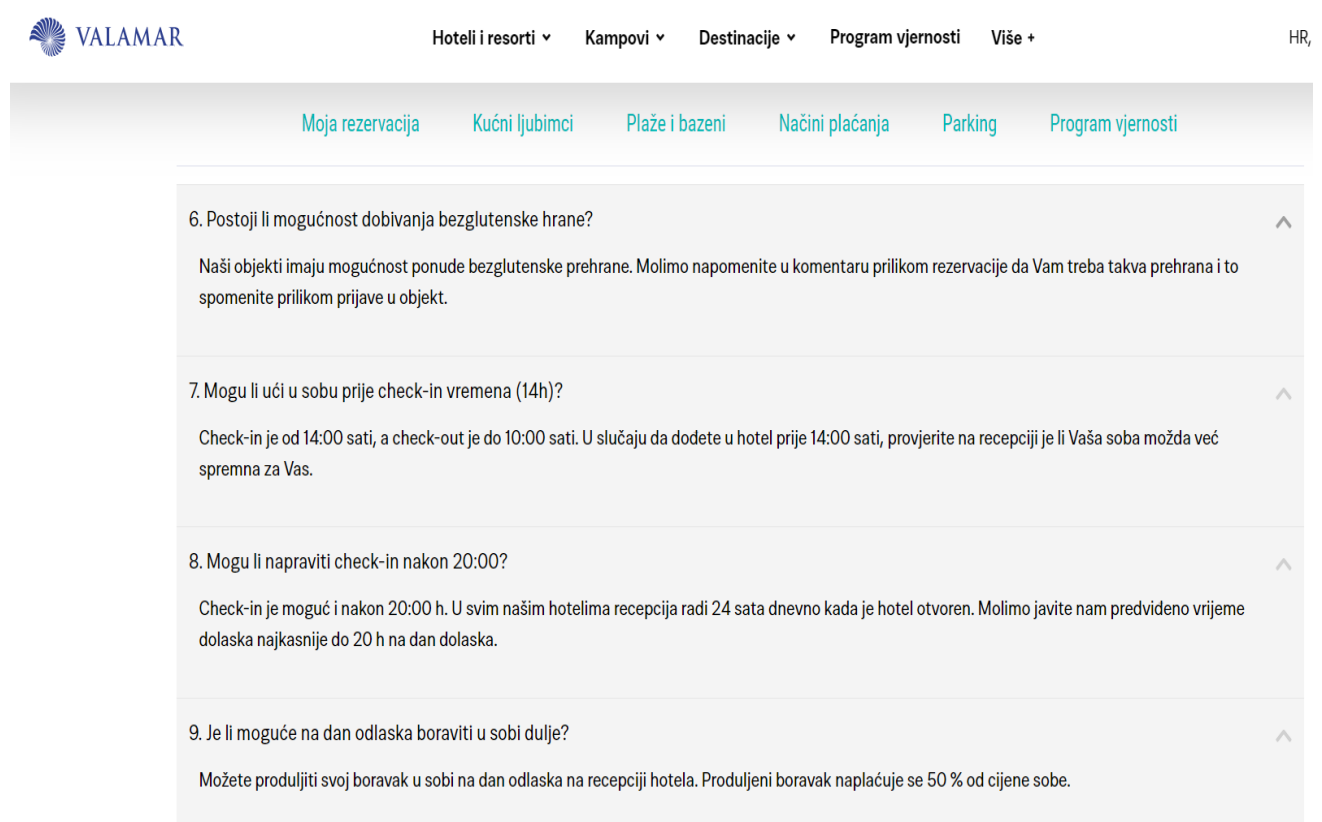 VALAMAR
Hoteli i resorti Kampovi Destinacije Program vjernosti Više + HR,
Moja rezervacija Kućni ljubimci Plaže i bazeni Načini plaćanja Parking Program vjernosti
6. Postoji li mogućnost dobivanja bezglutenske hrane?
Naši objekti imaju mogućnost ponude bezglutenske prehrane. Molimo napomenite u komentaru prilikom rezervacije da Vam treba takva prehrana i to
spomenite prilikom prijave u objekt.
7. Mogu li ući u sobu prije check-in vremena (14h)?
Check-in je od 14:00 sati, a check-out je do 10:00 sati. U slučaju da dođete u hotel prije 14:00 sati, provjerite na recepciji je li Vaša soba možda već
spremna za Vas.
8. Mogu li napraviti check-in nakon 20:00?
Check-in je moguć i nakon 20:00 h. U svim našim hotelima recepcija radi 24 sata dnevno kada je hotel otvoren. Molimo javite nam predviđeno vrijeme
dolaska najkasnije do 20 h na dan dolaska.
9. Je li moguće na dan odlaska boraviti u sobi dulje?
Možete produljiti svoj boravak u sobi na dan odlaska na recepciji hotela. Produljeni boravak naplaćuje se 50 % od cijene sobe.